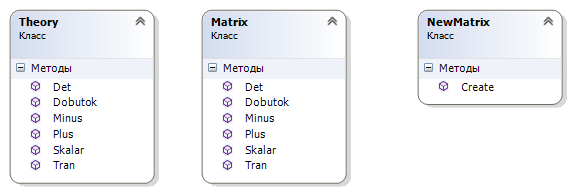 Theory
Класс
Методы
Det
Dobutok
Minus
Plus
Skalar
Tran
Matrix
Класс
Методы
Det
Dobutok
Minus
Plus
Skalar
Tran
NewMatrix
Класс
Методы
Create